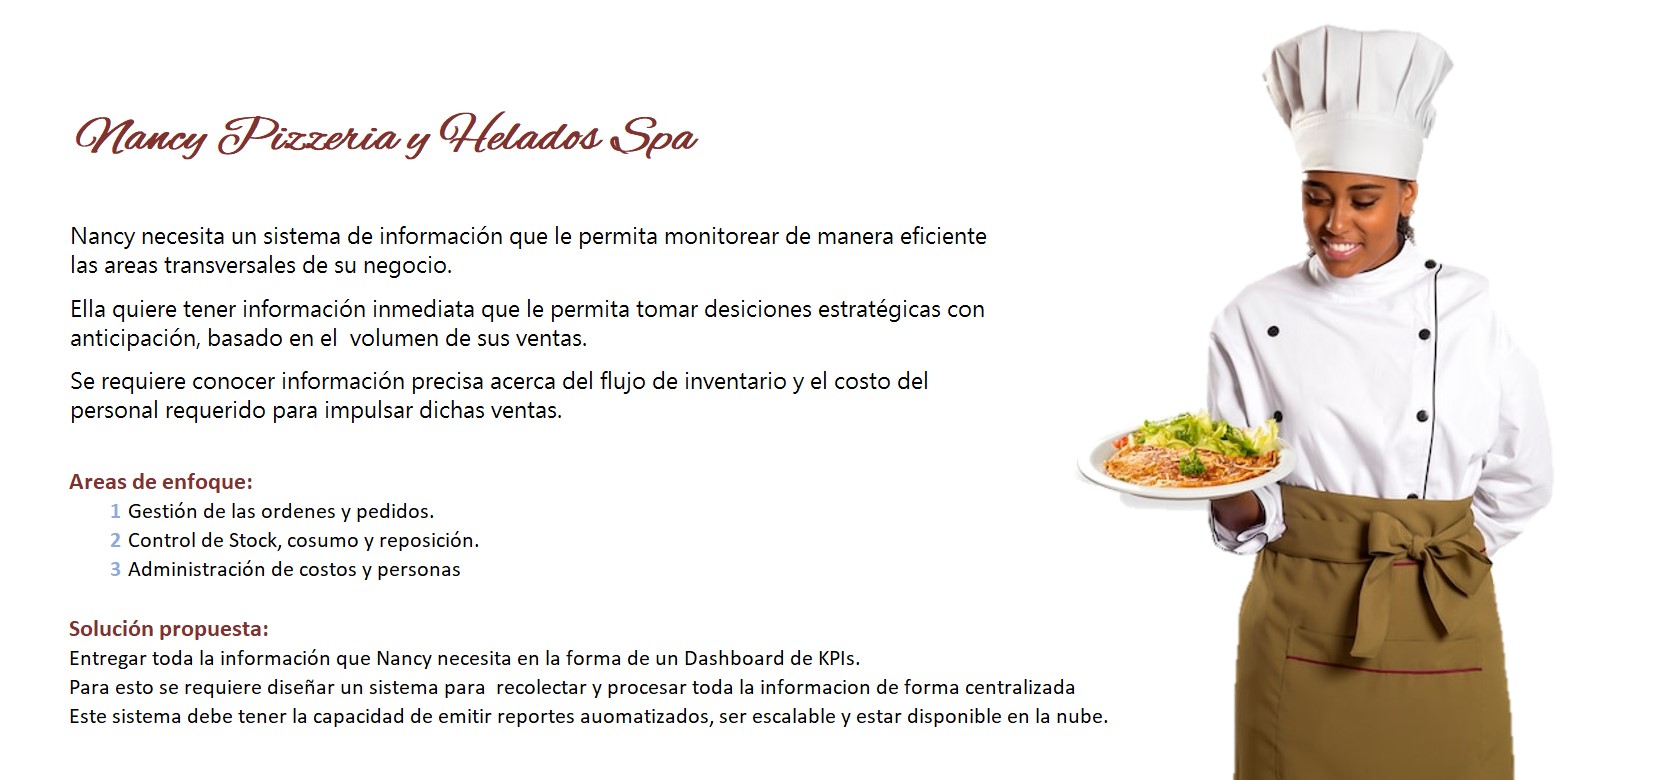 Nancy Pizzeria y Helados Spa
Nancy necesita un sistema de información que le permita monitorear de manera eficiente
las areas transversales de su negocio.
Ella quiere tener información inmediata que le permita tomar desiciones estratégicas con
anticipación, basado en el  volumen de sus ventas.
Se requiere conocer información precisa acerca del flujo de inventario y el costo del
personal requerido para impulsar dichas ventas.
Areas de enfoque:
1 Gestión de las ordenes y pedidos.
2 Control de Stock, cosumo y reposición.
3 Administración de costos y personas
Solución propuesta:
Entregar toda la información que Nancy necesita en la forma de un Dashboard de KPIs.
Para esto se requiere diseñar un sistema para  recolectar y procesar toda la informacion de forma centralizada
Este sistema debe tener la capacidad de emitir reportes auomatizados, ser escalable y estar disponible en la nube.